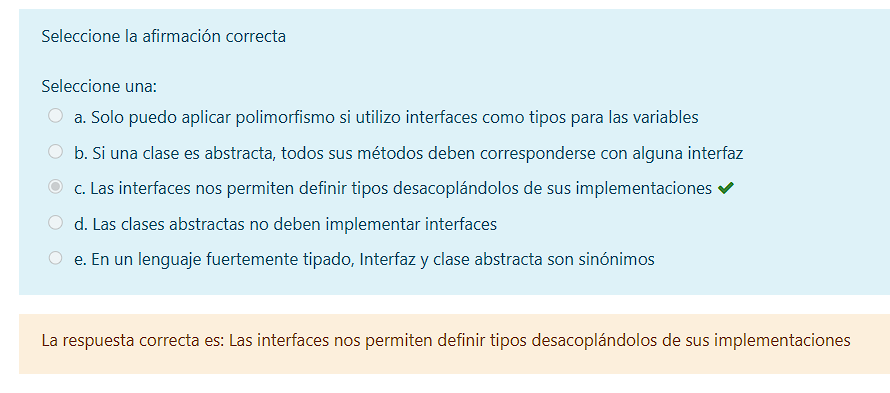 Seleccione la afirmación correcta
Seleccione una:
a. Solo puedo aplicar polimorfismo si utilizo interfaces como tipos para las variables
b. Si una clase es abstracta, todos sus métodos deben corresponderse con alguna interfaz
c. Las interfaces nos permiten definir tipos desacoplándolos de sus implementaciones
d. Las clases abstractas no deben implementar interfaces
e. En un lenguaje fuertemente tipado, Interfaz y clase abstracta son sinónimos
La respuesta correcta es: Las interfaces nos permiten definir tipos desacoplándolos de sus implementaciones